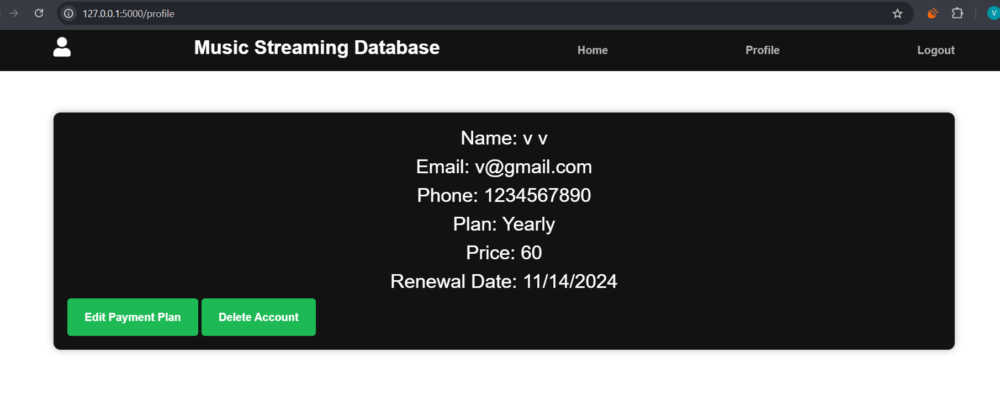 127.0.0.1:5000/profile
V
Music Streaming Database
Home
Profile
Logout
Name: v v
Email: v@gmail.com
Phone: 1234567890
Plan: Yearly
Price: 60
Renewal Date: 11/14/2024
Edit Payment Plan
Delete Account